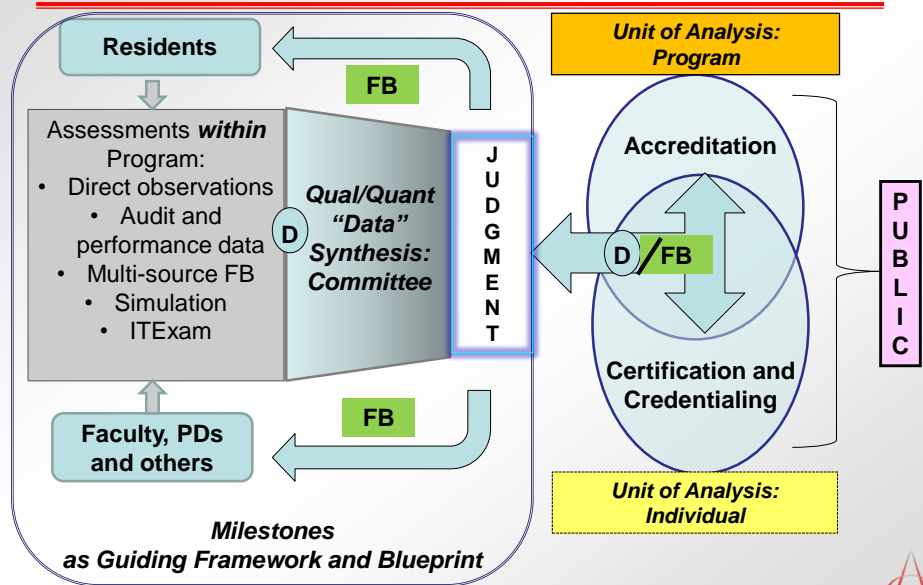 Residents
FB
Assessments within
Program:
• Direct observations
• Audit and
performance data
• Multi-source FB
• Simulation
• ITExam
D
Qual/Quant
“Data”
Synthesis:
Committee
J
U
D
G
M
E
N
T
FB
Faculty, PDs
and others
Milestones
as Guiding Framework and Blueprint
Unit of Analysis:
Program
Accreditation
D/FB
Certification and
Credentialing
Unit of Analysis:
Individual
P
U
B
L
I
C